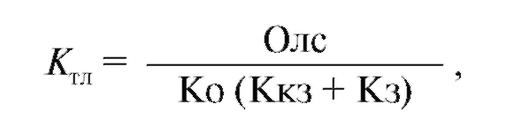 Kтл = Олс / Ко (Ккз + Кз) ,